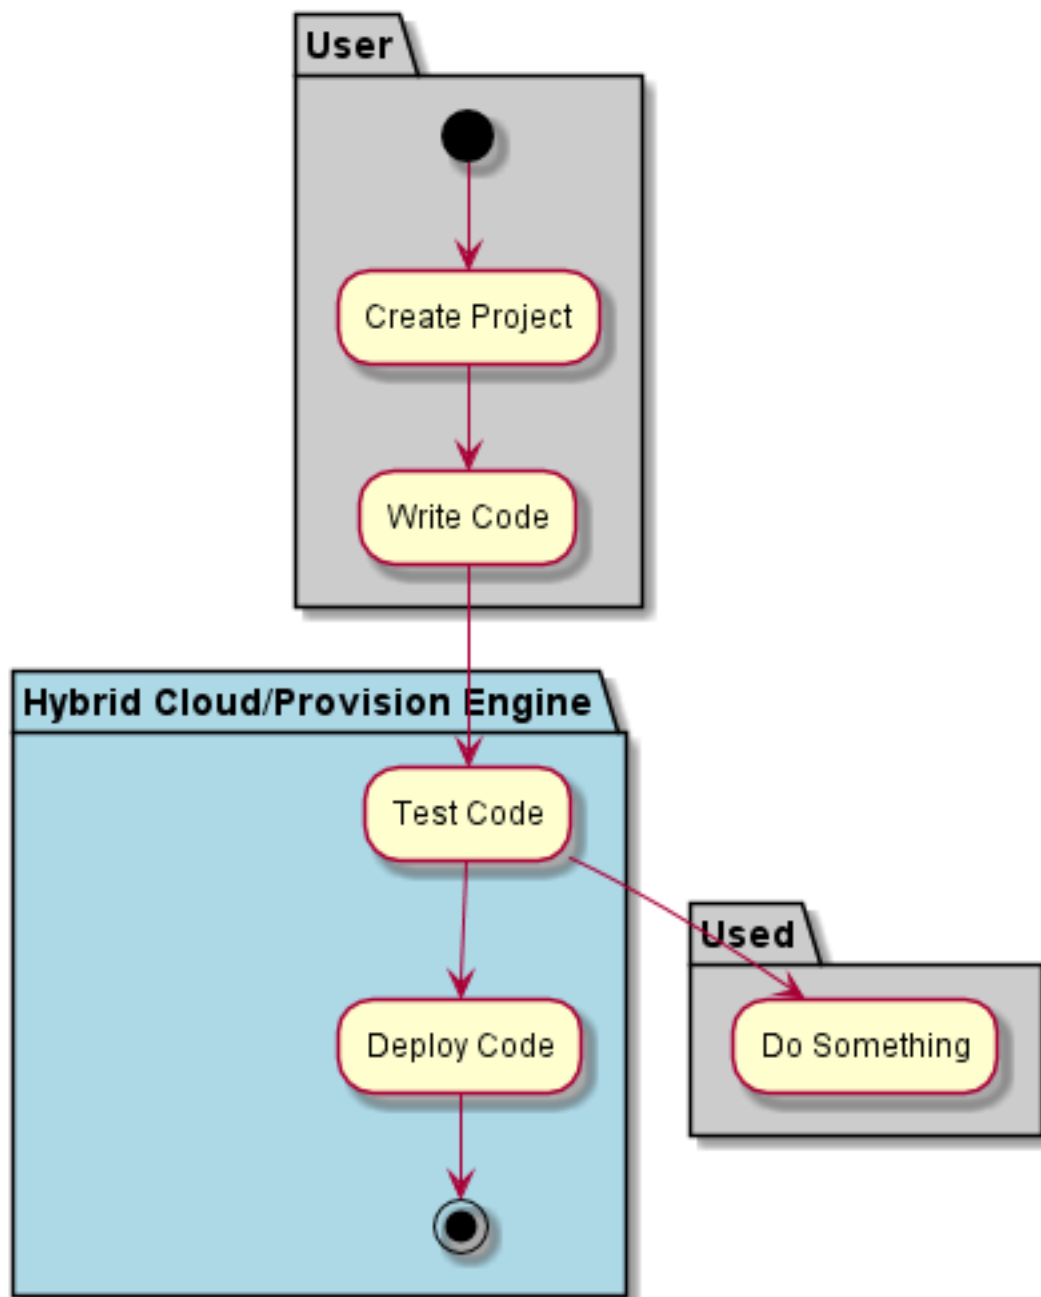 User
Create Project
Write Code
Hybrid Cloud/Provision Engine
Test Code
Used
Deploy Code
Do Something